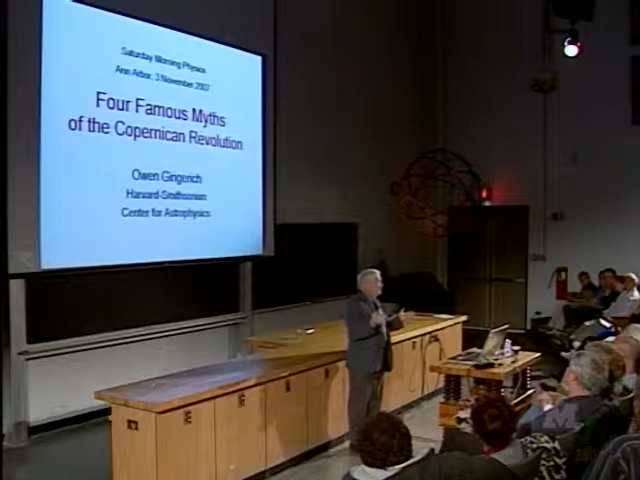 Saturday Morning Physics
Ann Arbor, 3 November 2007
Four Famous Myths
of the Copernican Revolution
Owen Gingerich
Harvard-Smithsonian
Center for Astrophysics